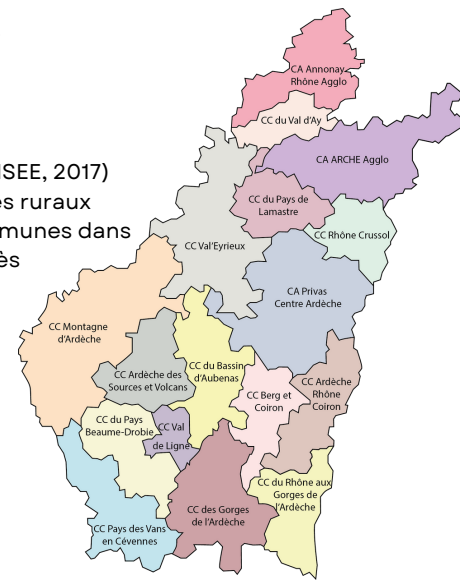 CA Annonay
Rhône Agglo
CC du Val d'Ay
CA ARCHE Agglo
ISEE, 2017)
es ruraux
munes dans
ès
CC du Pays de
Lamastre
CC Rhône Crussol
CC Val'Eyrieux
CA Privas
Centre Ardèche
CC Montagne
d'Ardèche
CC Ardèche des
Sources et Volcans
CC du Bassin
d'Aubenas
CC Berg et
Coiron
CC Ardèche
Rhône
Coiron
CC du Pays
Beaume-Drobie
CC Val
de Ligne
CC du Rhône aux
Gorges de
l'Ardèche
CC des Gorges
de l'Ardèche
CC Pays des Vans
en Cévennes